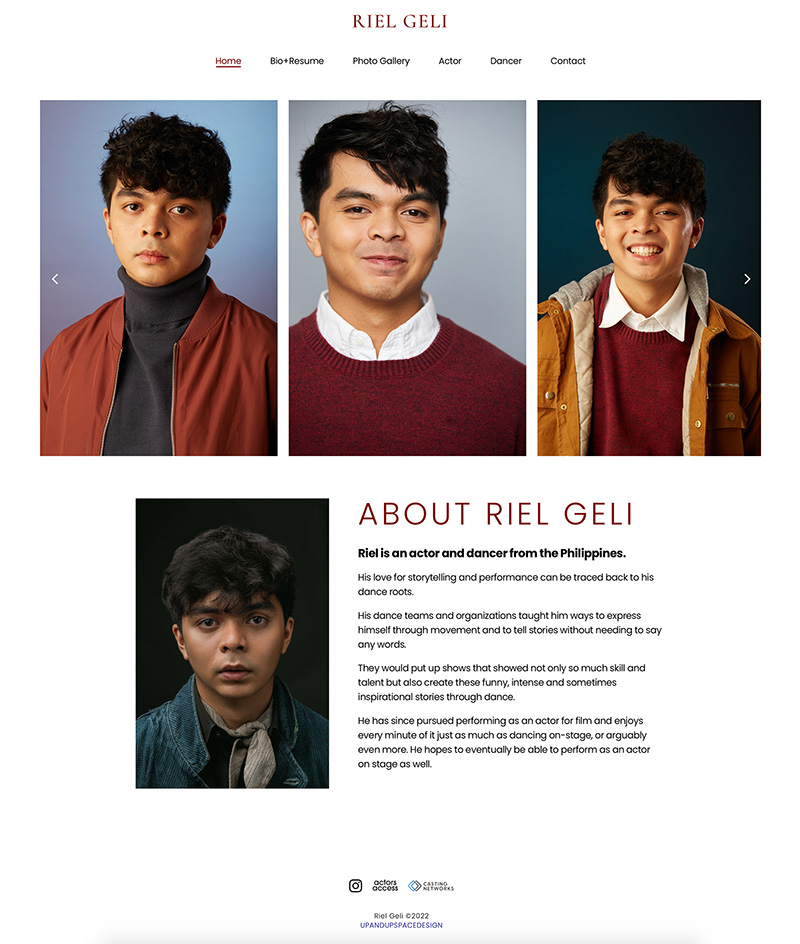 RIEL GELI
Home Bio+Resume Photo Gallery Actor Dancer Contact
ABOUT RIEL GELI
Riel is an actor and dancer from the Philippines.
His love for storytelling and performance can be traced back to his
dance roots.
His dance teams and organizations taught him ways to express
himself through movement and to tell stories without needing to say
any words.
They would put up shows that showed not only so much skill and
talent but also create these funny, intense and sometimes
inspirational stories through dance.
He has since pursued performing as an actor for film and enjoys
every minute of it just as much as dancing on-stage, or arguably
even more. He hopes to eventually be able to perform as an actor
on stage as well.
actors
access
CASTING
NETWORKS
Riel Geli ©2022
UPANDUPSPACEDESIGN